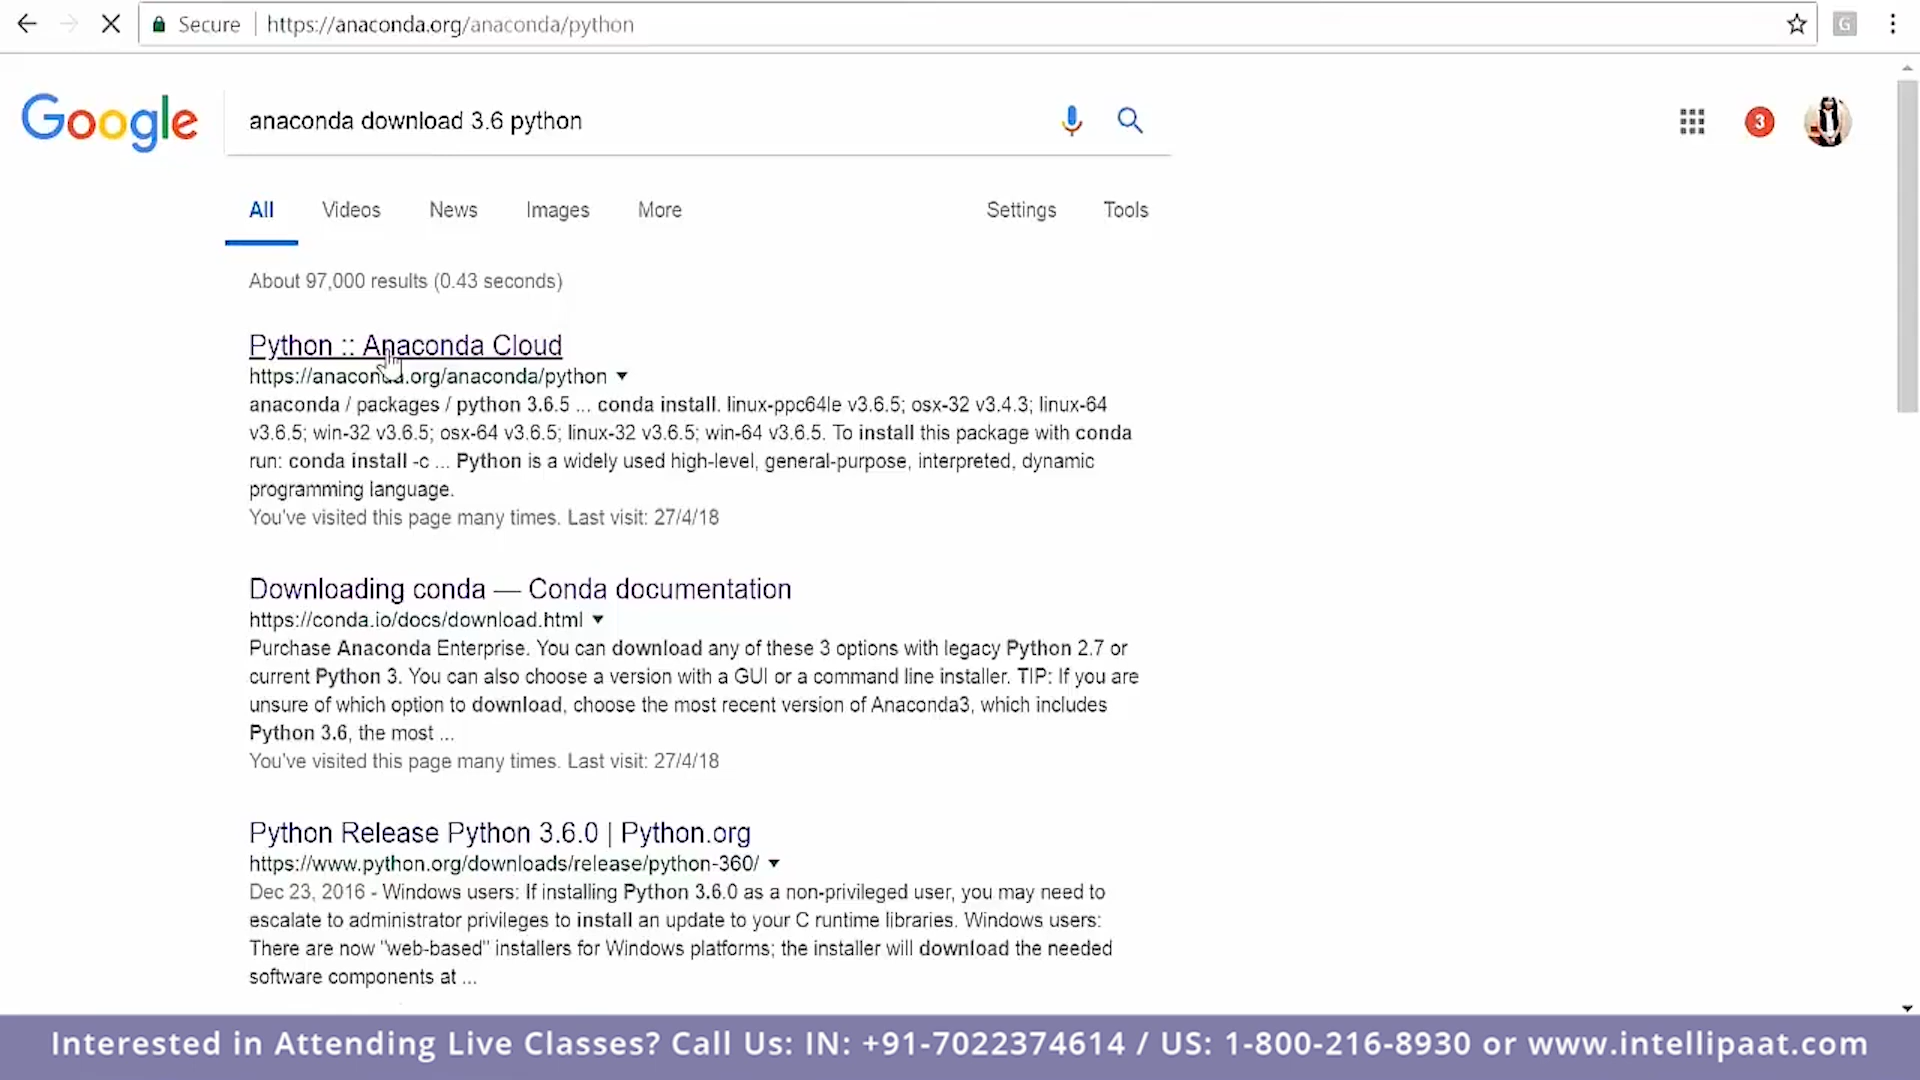 Secure https://anaconda.org/anaconda/python G
Google anaconda download 3.6 python 3
All Videos News Images More Settings Tools
About 97,000 results (0.43 seconds)
Python :: Anaconda Cloud
https://anaconda.org/anaconda/python
anaconda / packages / python 3.6.5 ... conda install. linux-ppc64le v3.6.5; osx-32 v3.4.3; linux-64
v3.6.5; win-32 v3.6.5; osx-64 v3.6.5; linux-32 v3.6.5; win-64 v3.6.5. To install this package with conda
run: conda install -c ... Python is a widely used high-level, general-purpose, interpreted, dynamic
programming language.
You've visited this page many times. Last visit: 27/4/18
Downloading conda — Conda documentation
https://conda.io/docs/download.html
Purchase Anaconda Enterprise. You can download any of these 3 options with legacy Python 2.7 or
current Python 3. You can also choose a version with a GUI or a command line installer. TIP: If you are
unsure of which option to download, choose the most recent version of Anaconda3, which includes
Python 3.6, the most ...
You've visited this page many times. Last visit: 27/4/18
Python Release Python 3.6.0 | Python.org
https://www.python.org/downloads/release/python-360/
Dec 23, 2016 - Windows users: If installing Python 3.6.0 as a non-privileged user, you may need to
escalate to administrator privileges to install an update to your C runtime libraries. Windows users:
There are now "web-based" installers for Windows platforms; the installer will download the needed
software components at ...
Interested in Attending Live Classes? Call Us: IN: +91-7022374614 / US: 1-800-216-8930 or www.intellipaat.com